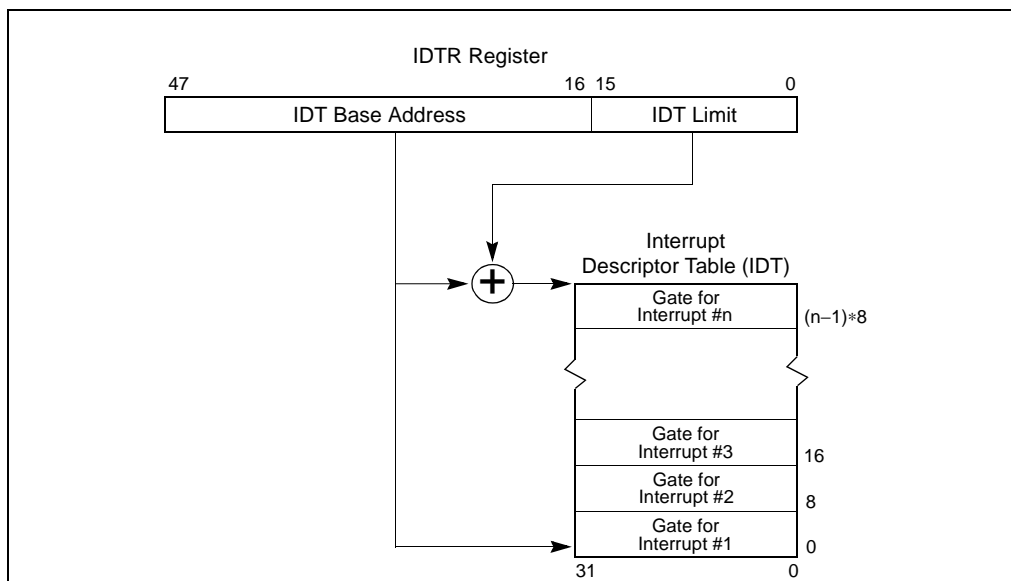 IDTR Register
47 16 15 0
IDT Base Address IDT Limit
Interrupt
Descriptor Table (IDT)
Gate for
Interrupt #n
(n−1)∗8
Gate for
Interrupt #3
16
Gate for
Interrupt #2
8
Gate for
Interrupt #1
0
31 0